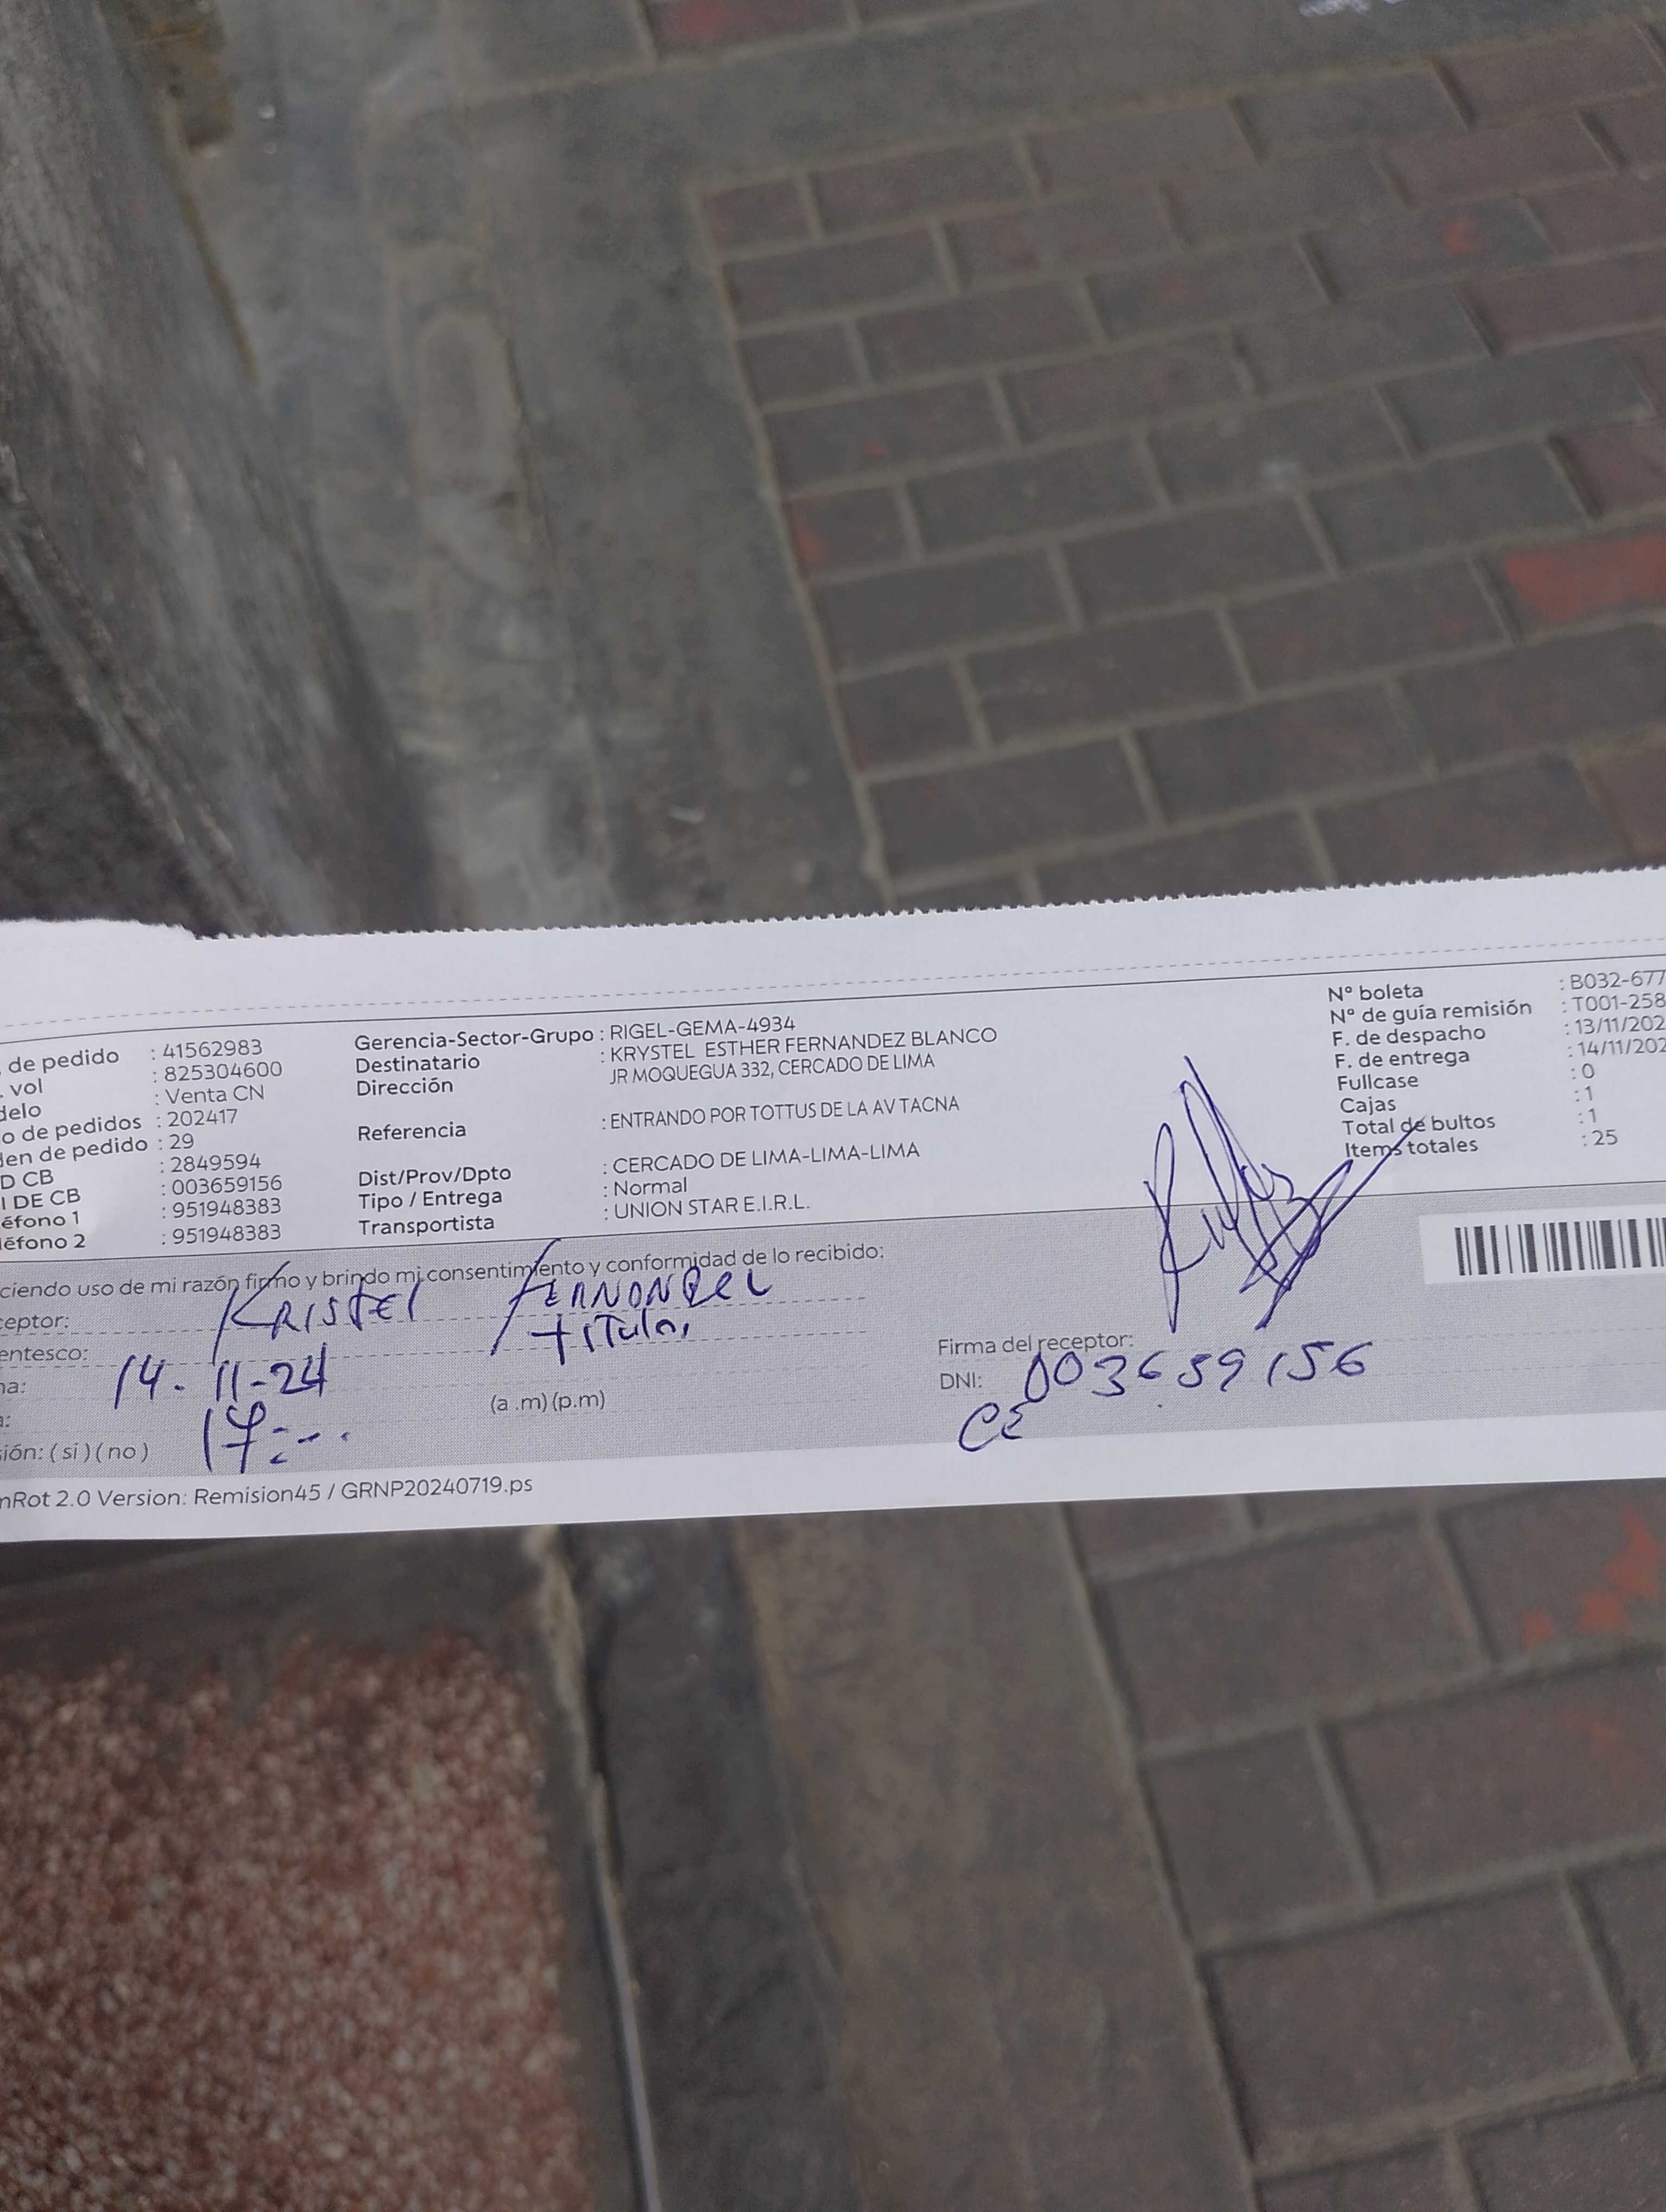 de pedido : 41562983
vol : 825304600
delo : Venta CN
o de pedidos : 202417
den de pedido : 29
D CB : 2849594
I DE CB : 003659156
éfono 1 : 951948383
éfono 2 : 951948383
Gerencia-Sector-Grupo : RIGEL-GEMA-4934
Destinatario : KRYSTEL ESTHER FERNANDEZ BLANCO
Dirección JR MOQUEGUA 332, CERCADO DE LIMA
Referencia : ENTRANDO POR TOTTUS DE LA AV TACNA
Dist/Prov/Dpto : CERCADO DE LIMA-LIMA-LIMA
Tipo / Entrega : Normal
Transportista : UNION STAR E.I.R.L.
N° boleta : B032-677
N° de guía remisión : T001-258
F. de despacho : 13/11/202
F. de entrega : 14/11/202
Fullcase : 0
Cajas : 1
Total de bultos : 1
Items totales : 25
ciendo uso de mi razón firmo y brindo mi consentimiento y conformidad de lo recibido:
ceptor: KRISTEL FERNANDEZ
entesco: titular
na: 14-11-24
a: 17:-- (a .m) (p.m)
sión: ( si ) ( no )
Firma del receptor:
DNI: 003659156
CE
nRot 2.0 Version: Remision45 / GRNP20240719.ps